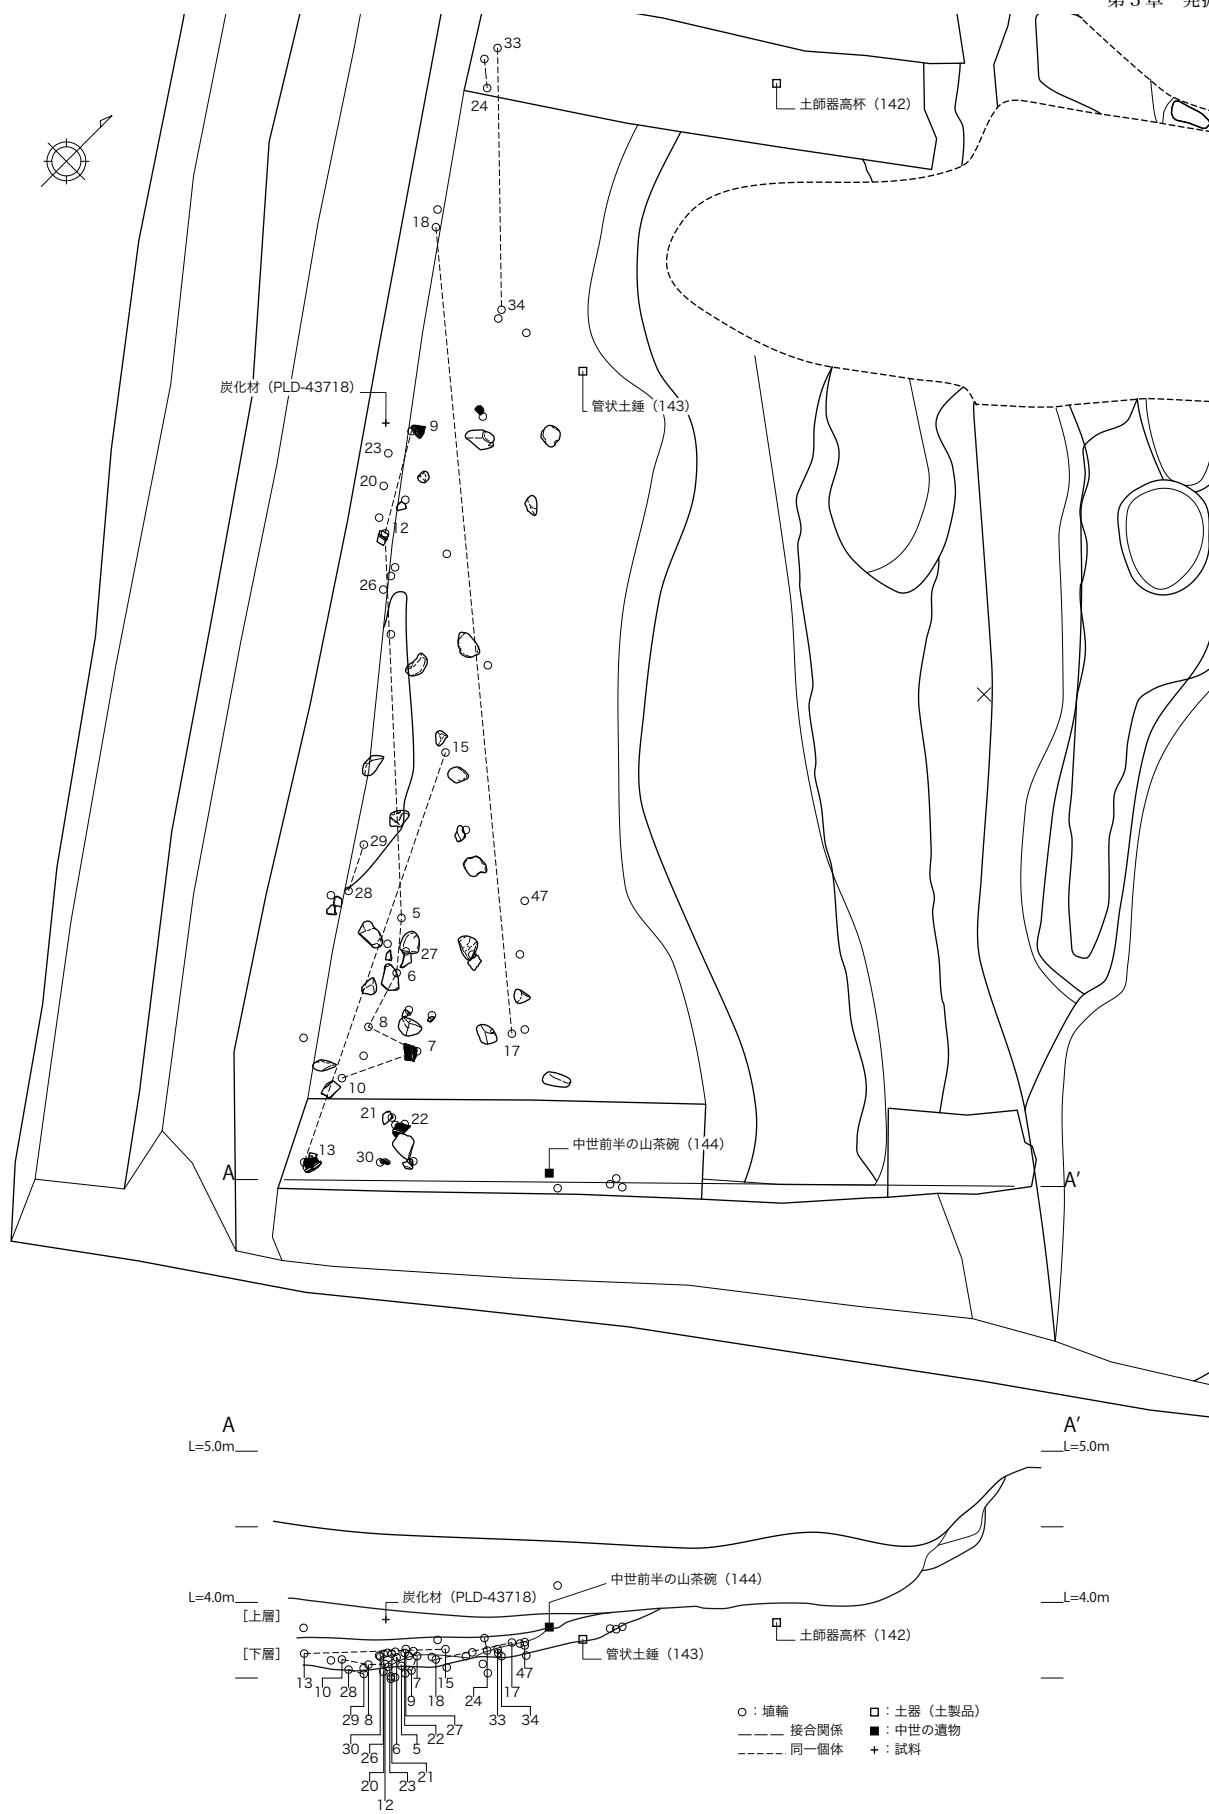 第3章 発掘
33
24
土師器高杯（142）
18
34
炭化材（PLD-43718）
管状土錘（143）
9
23
20
12
26
15
29
28
5
47
27
6
8
7
17
10
21
22
中世前半の山茶碗（144）
13
30
A
A′
A
A′
L=5.0m
L=5.0m
中世前半の山茶碗（144）
炭化材（PLD-43718）
L=4.0m
L=4.0m
［上層］
土師器高杯（142）
［下層］
管状土錘（143）
13
10
28
7
15
47
9
18
24
17
29
8
27
33
34
22
30
6
5
26
21
20
23
12
○：埴輪
□：土器（土製品）
接合関係
■：中世の遺物
同一個体
+：試料